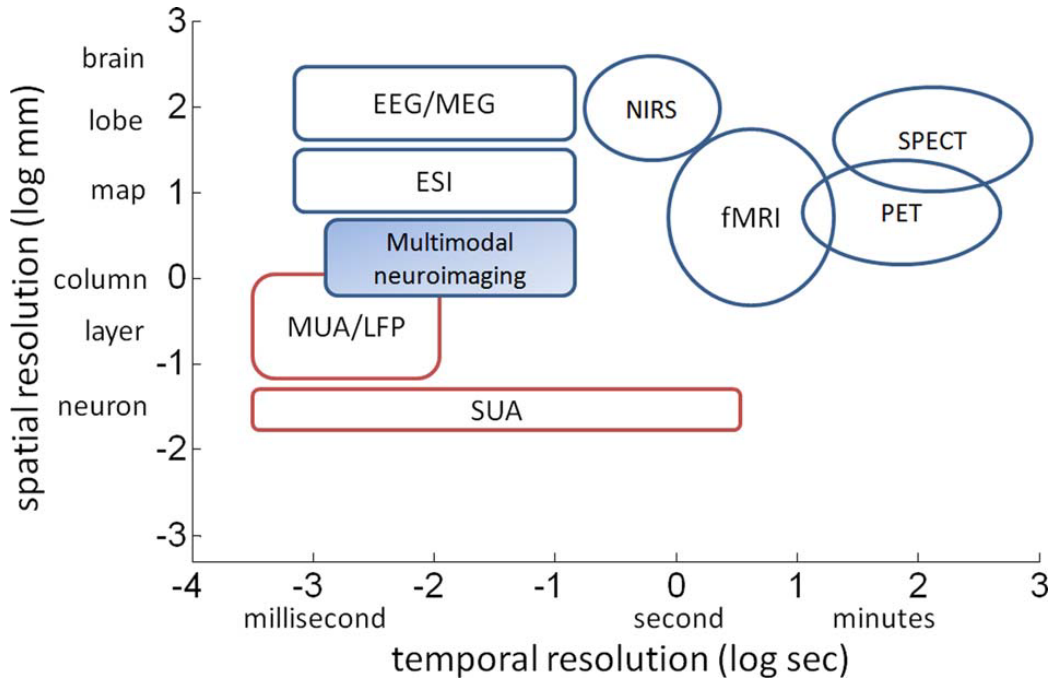 spatial resolution (log mm)
brain
lobe
map
column
layer
neuron
3
2
1
0
-1
-2
-3
EEG/MEG
NIRS
SPECT
ESI
fMRI
PET
Multimodal
neuroimaging
MUA/LFP
SUA
-4 -3 -2 -1 0 1 2 3
millisecond second minutes
temporal resolution (log sec)